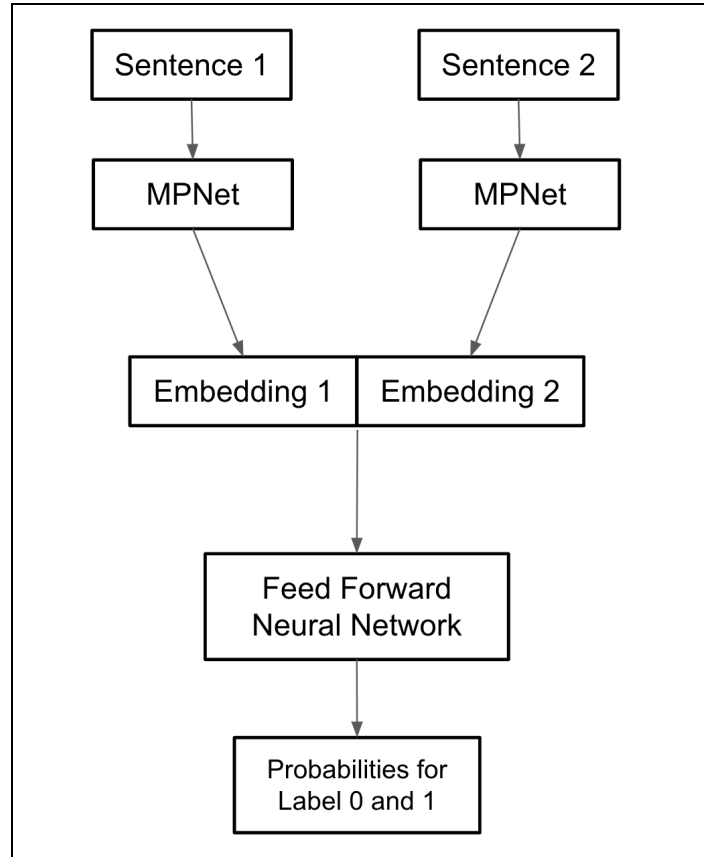 Sentence 1
Sentence 2
MPNet
MPNet
Embedding 1
Embedding 2
Feed Forward
Neural Network
Probabilities for
Label 0 and 1